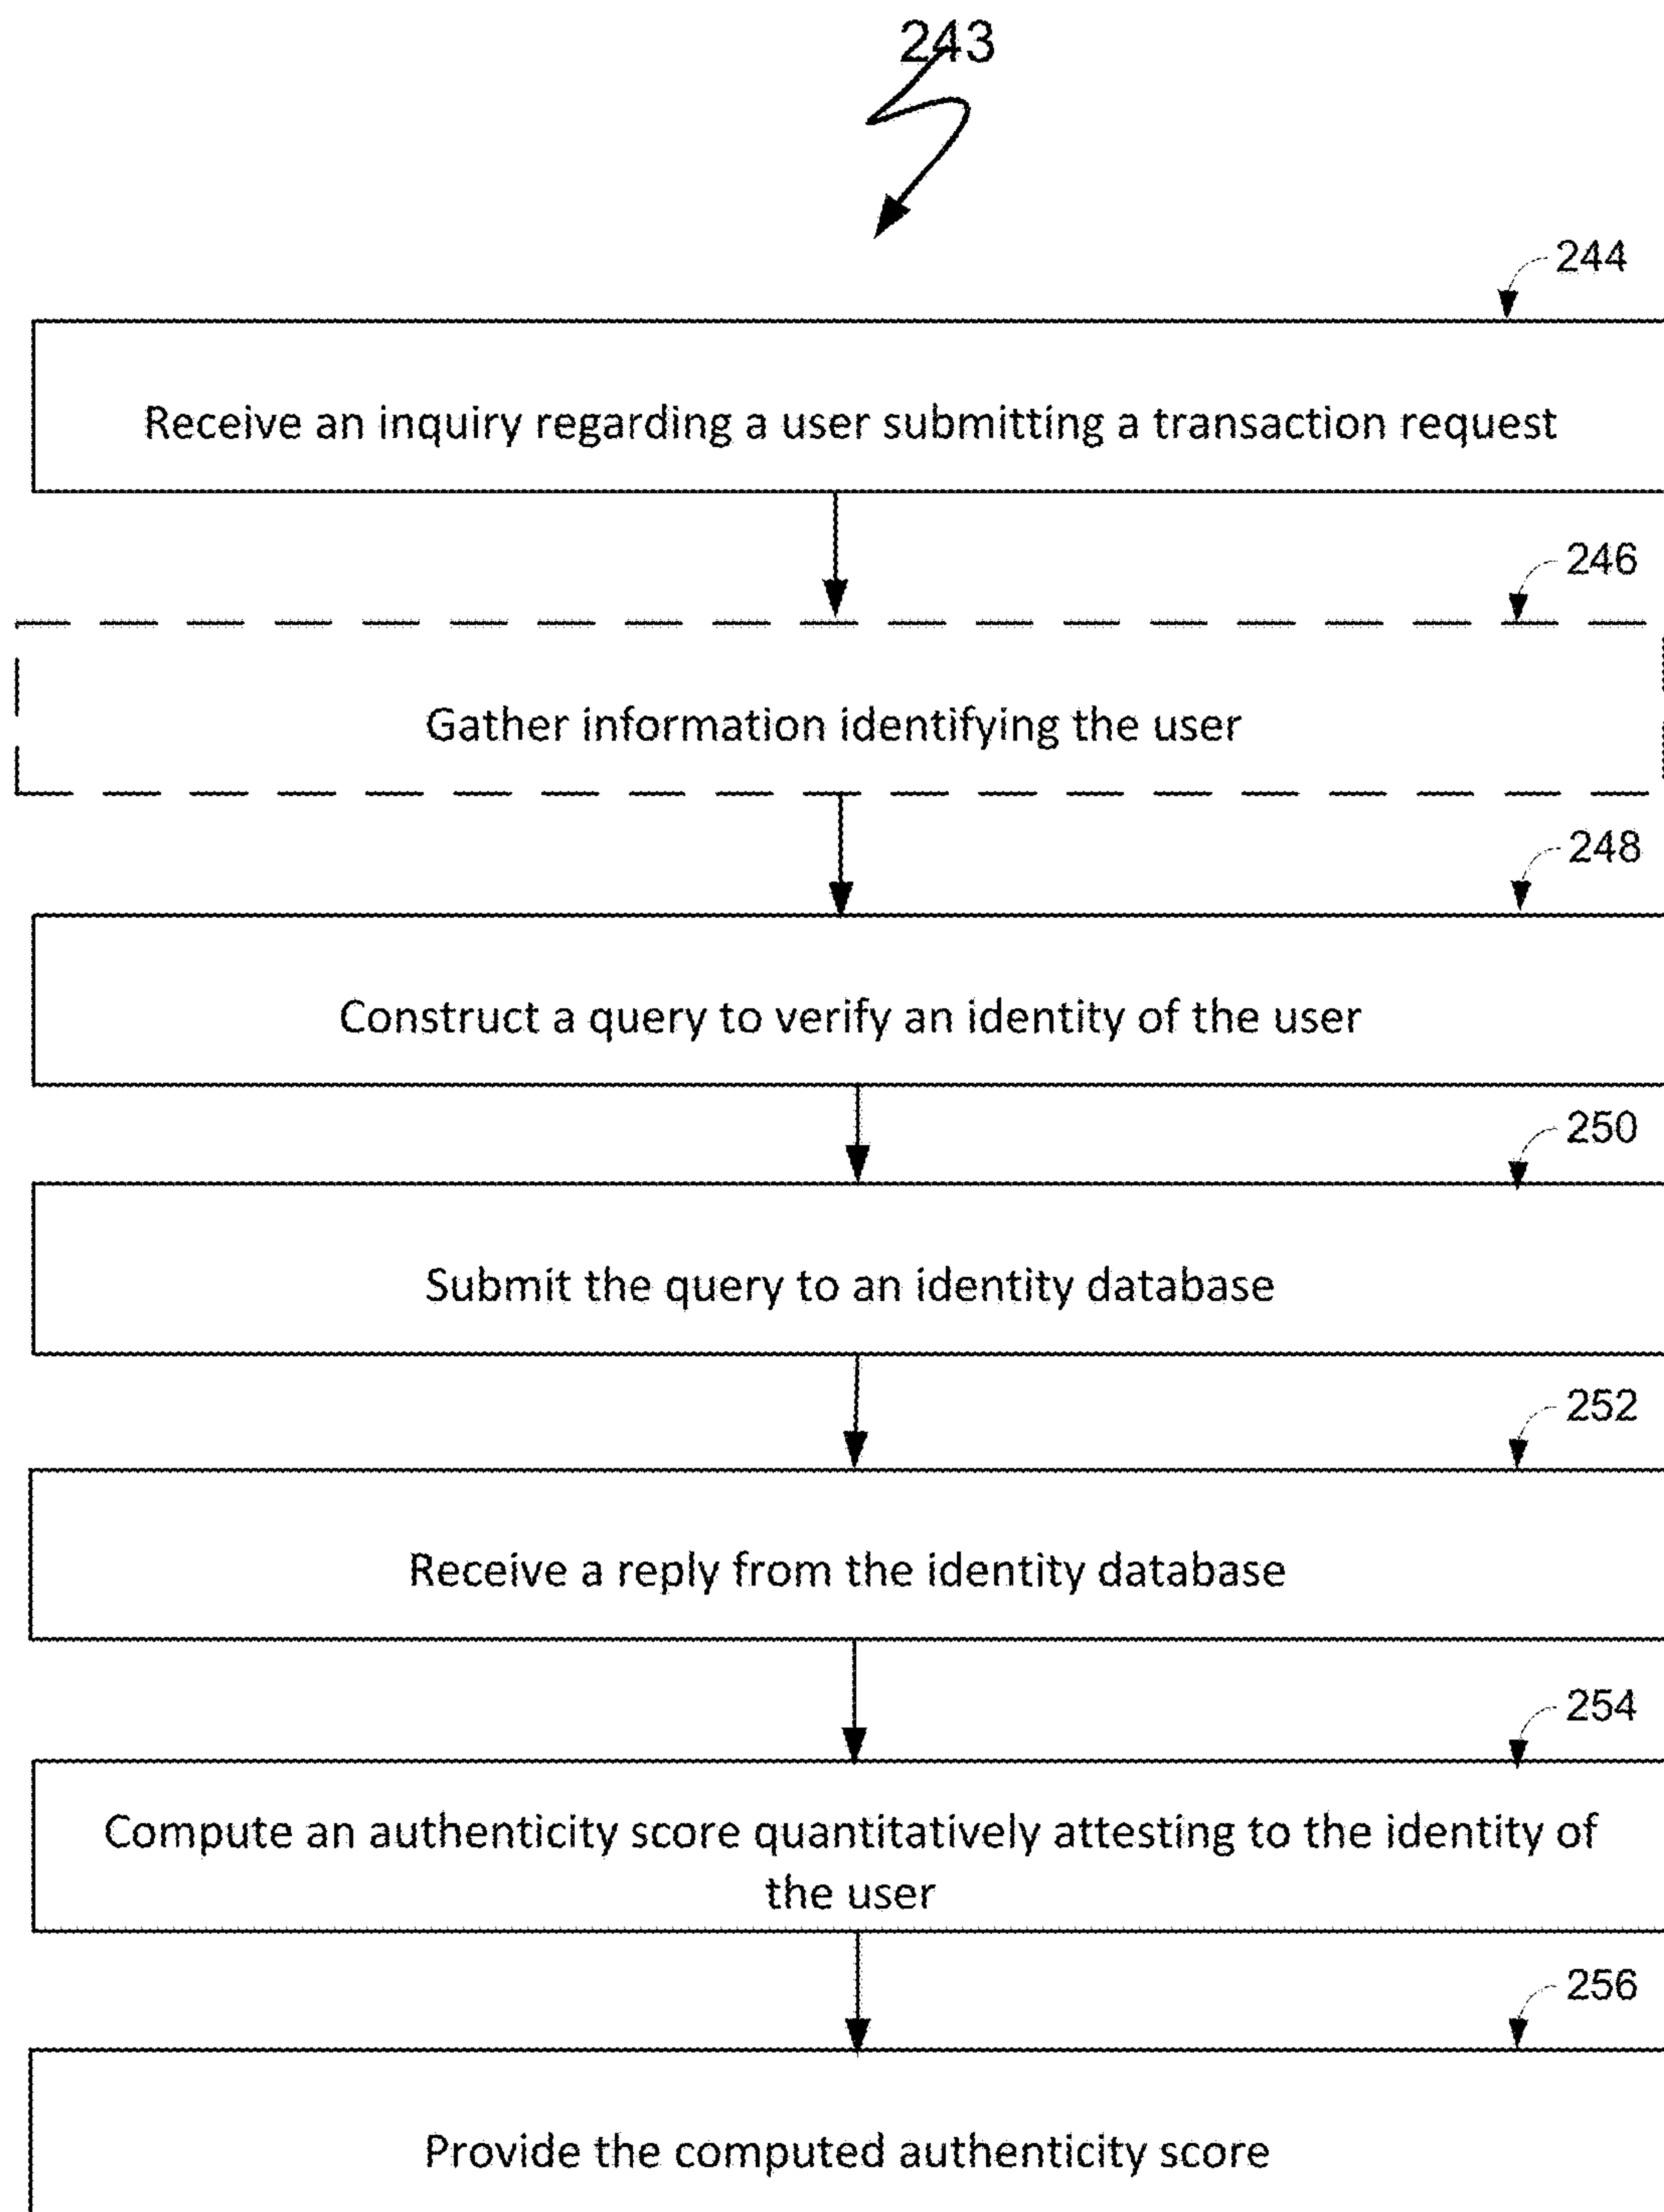 243
244
Receive an inquiry regarding a user submitting a transaction request
246
Gather information identifying the user
248
Construct a query to verify an identity of the user
250
Submit the query to an identity database
252
Receive a reply from the identity database
254
Compute an authenticity score quantitatively attesting to the identity of
the user
256
Provide the computed authenticity score